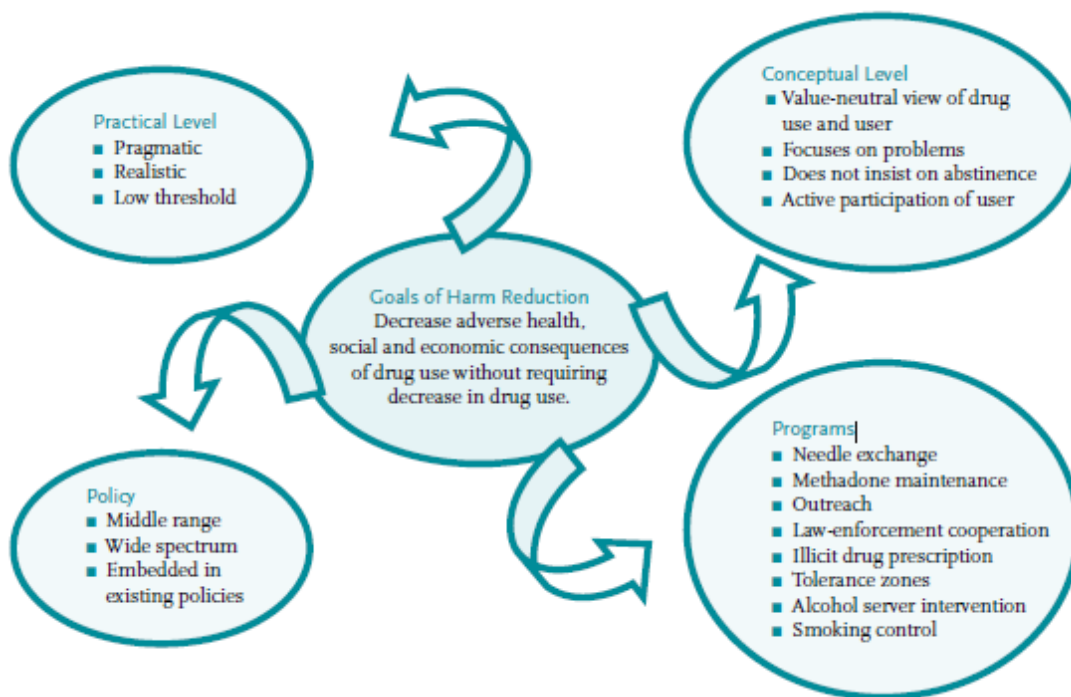 Practical Level
■ Pragmatic
■ Realistic
■ Low threshold
Conceptual Level
■ Value-neutral view of drug
use and user
■ Focuses on problems
■ Does not insist on abstinence
■ Active participation of user
Goals of Harm Reduction
Decrease adverse health,
social and economic consequences
of drug use without requiring
decrease in drug use.
Policy
■ Middle range
■ Wide spectrum
■ Embedded in
existing policies
Programs
■ Needle exchange
■ Methadone maintenance
■ Outreach
■ Law-enforcement cooperation
■ Illicit drug prescription
■ Tolerance zones
■ Alcohol server intervention
■ Smoking control